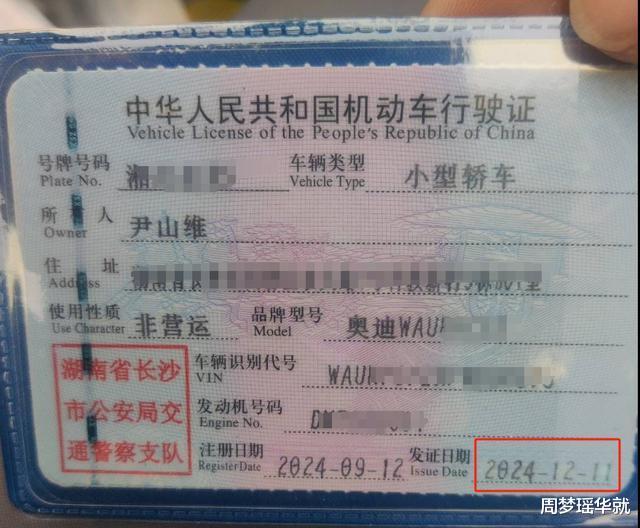 中华人民共和国机动车行驶证
Vehicle License of the People's Republic of China
号牌号码 湘 车辆类型 小型轿车
Plate No. Vehicle Type
所有人 尹山维
Owner
住址 室
Address
使用性质 非营运 品牌型号 奥迪WAU
Use Character Model
湖南省长沙 车辆识别代号 WAU
VIN
市公安局交 发动机号码
Engine No.
通警察支队 注册日期 2024-09-12 发证日期 2024-12-11
Register Date Issue Date
周梦瑶华就